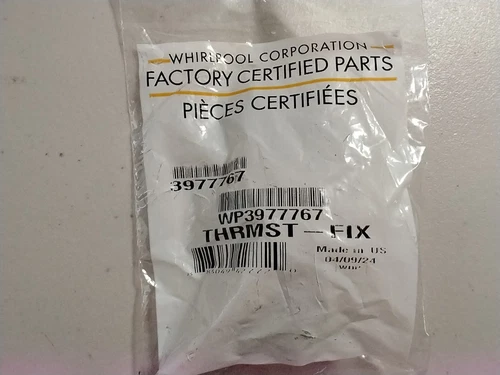 WHIRLPOOL CORPORATION
FACTORY CERTIFIED PARTS
PIÈCES CERTIFIÉES
3977767
WP3977767
THRMST - FIX
Made in US
04/09/24